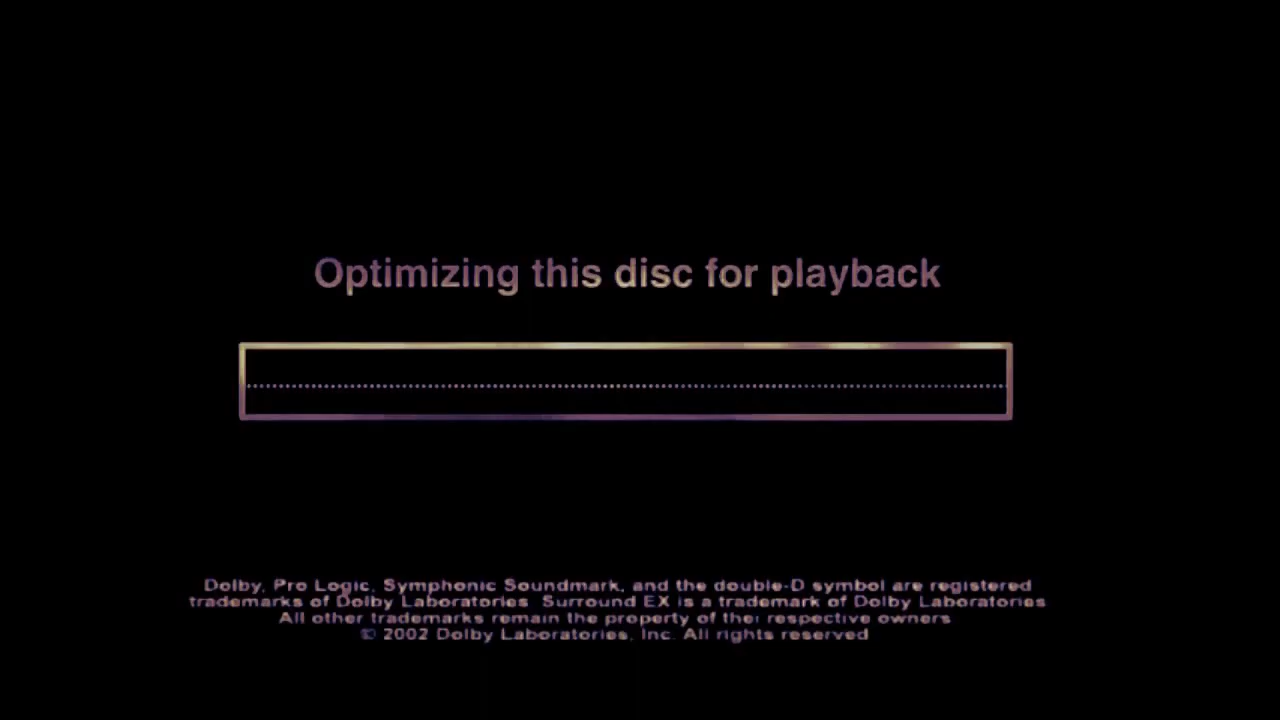 Optimizing this disc for playback
Dolby, Pro Logic, Symphonic Soundmark, and the double-D symbol are registered
trademarks of Dolby Laboratories. Surround EX is a trademark of Dolby Laboratories
All other trademarks remain the property of their respective owners
© 2002 Dolby Laboratories, Inc. All rights reserved